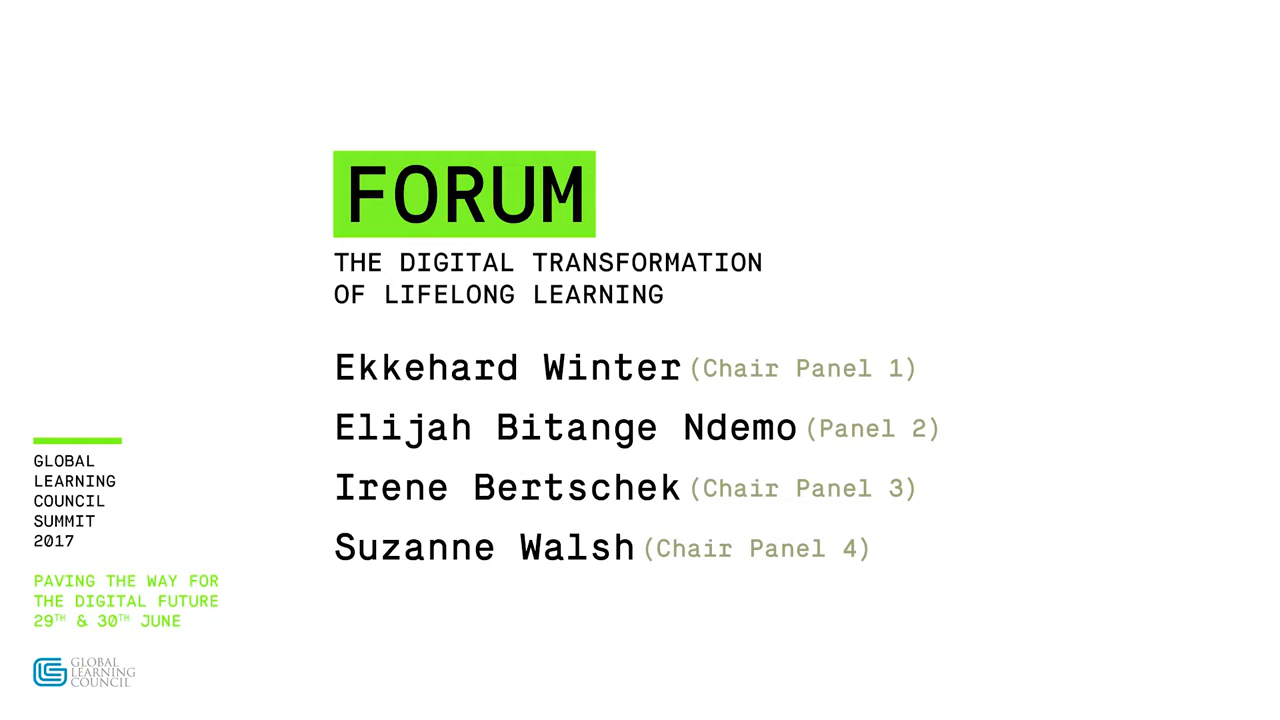 FORUM
THE DIGITAL TRANSFORMATION
OF LIFELONG LEARNING
Ekkehard Winter (Chair Panel 1)
Elijah Bitange Ndemo (Panel 2)
Irene Bertschek (Chair Panel 3)
Suzanne Walsh (Chair Panel 4)
GLOBAL
LEARNING
COUNCIL
SUMMIT
2017
PAVING THE WAY FOR
THE DIGITAL FUTURE
29TH & 30TH JUNE
GLOBAL
LEARNING
COUNCIL